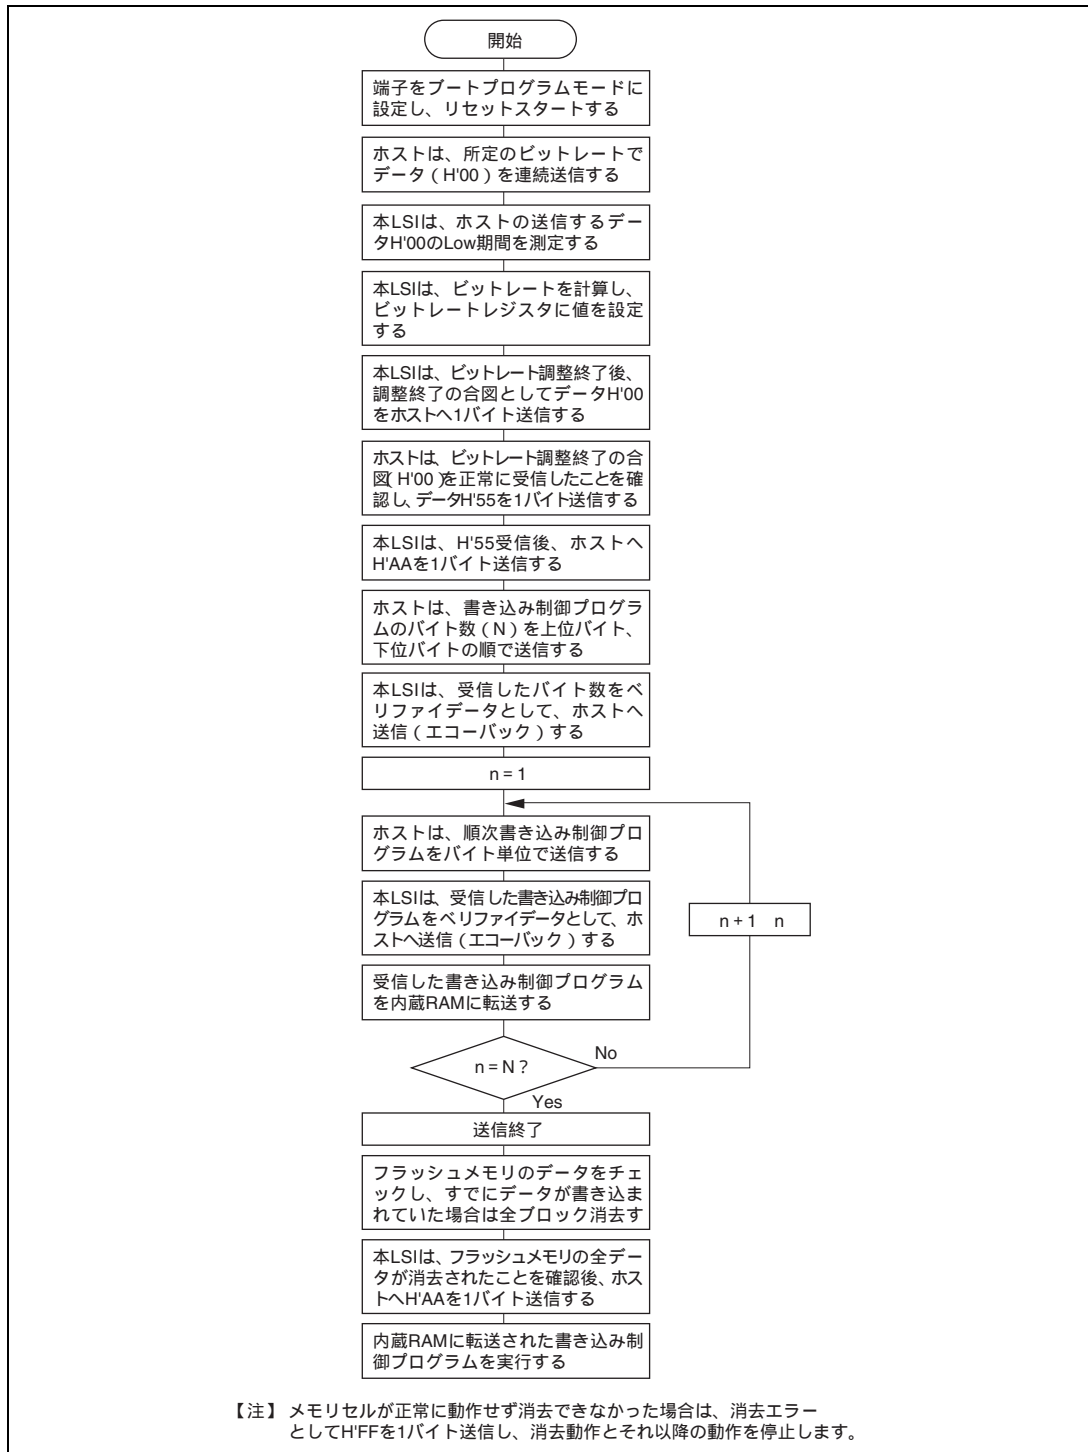 開始
端子をブートプログラムモードに
設定し、リセットスタートする
ホストは、所定のビットレートで
データ（H'00）を連続送信する
本LSIは、ホストの送信するデー
タH'00のLow期間を測定する
本LSIは、ビットレートを計算し、
ビットレートレジスタに値を設定
する
本LSIは、ビットレート調整終了後、
調整終了の合図としてデータH'00
をホストへ1バイト送信する
ホストは、ビットレート調整終了の合
図（H'00）を正常に受信したことを確
認し、データH'55を1バイト送信する
本LSIは、H'55受信後、ホストへ
H'AAを1バイト送信する
ホストは、書き込み制御プログラ
ムのバイト数（N）を上位バイト、
下位バイトの順で送信する
本LSIは、受信したバイト数をベ
リファイデータとして、ホストへ
送信（エコーバック）する
n = 1
ホストは、順次書き込み制御プロ
グラムをバイト単位で送信する
本LSIは、受信した書き込み制御プロ
グラムをベリファイデータとして、ホ
ストへ送信（エコーバック）する
n + 1 n
受信した書き込み制御プログラム
を内蔵RAMに転送する
n = N？
No
Yes
送信終了
フラッシュメモリのデータをチェ
ックし、すでにデータが書き込ま
れていた場合は全ブロック消去す
本LSIは、フラッシュメモリの全デー
タが消去されたことを確認後、ホス
トへH'AAを1バイト送信する
内蔵RAMに転送された書き込み制
御プログラムを実行する
【注】 メモリセルが正常に動作せず消去できなかった場合は、消去エラー
としてH'FFを1バイト送信し、消去動作とそれ以降の動作を停止します。